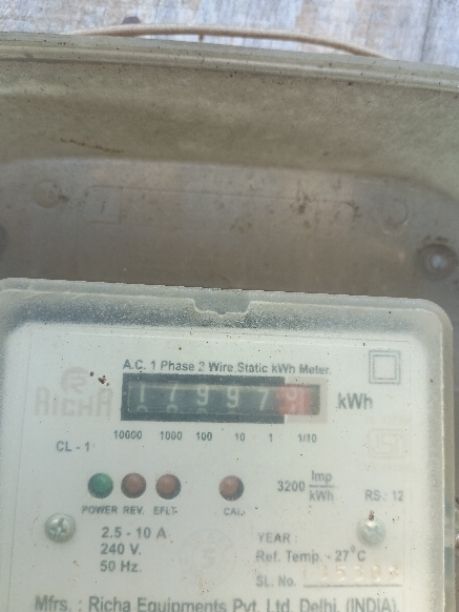 A.C. 1 Phase 2 Wire Static kWh Meter.
RICHA
17997 kWh
10000 1000 100 10 1 1/10
CL - 1
3200 Imp/kWh
RS : 12
POWER REV. EFLT. CAL.
2.5 - 10 A
240 V.
50 Hz.
YEAR :
Ref. Temp. - 27°C
SL. No.
Mfrs. : Richa Equipments Pvt. Ltd. Delhi. (INDIA)